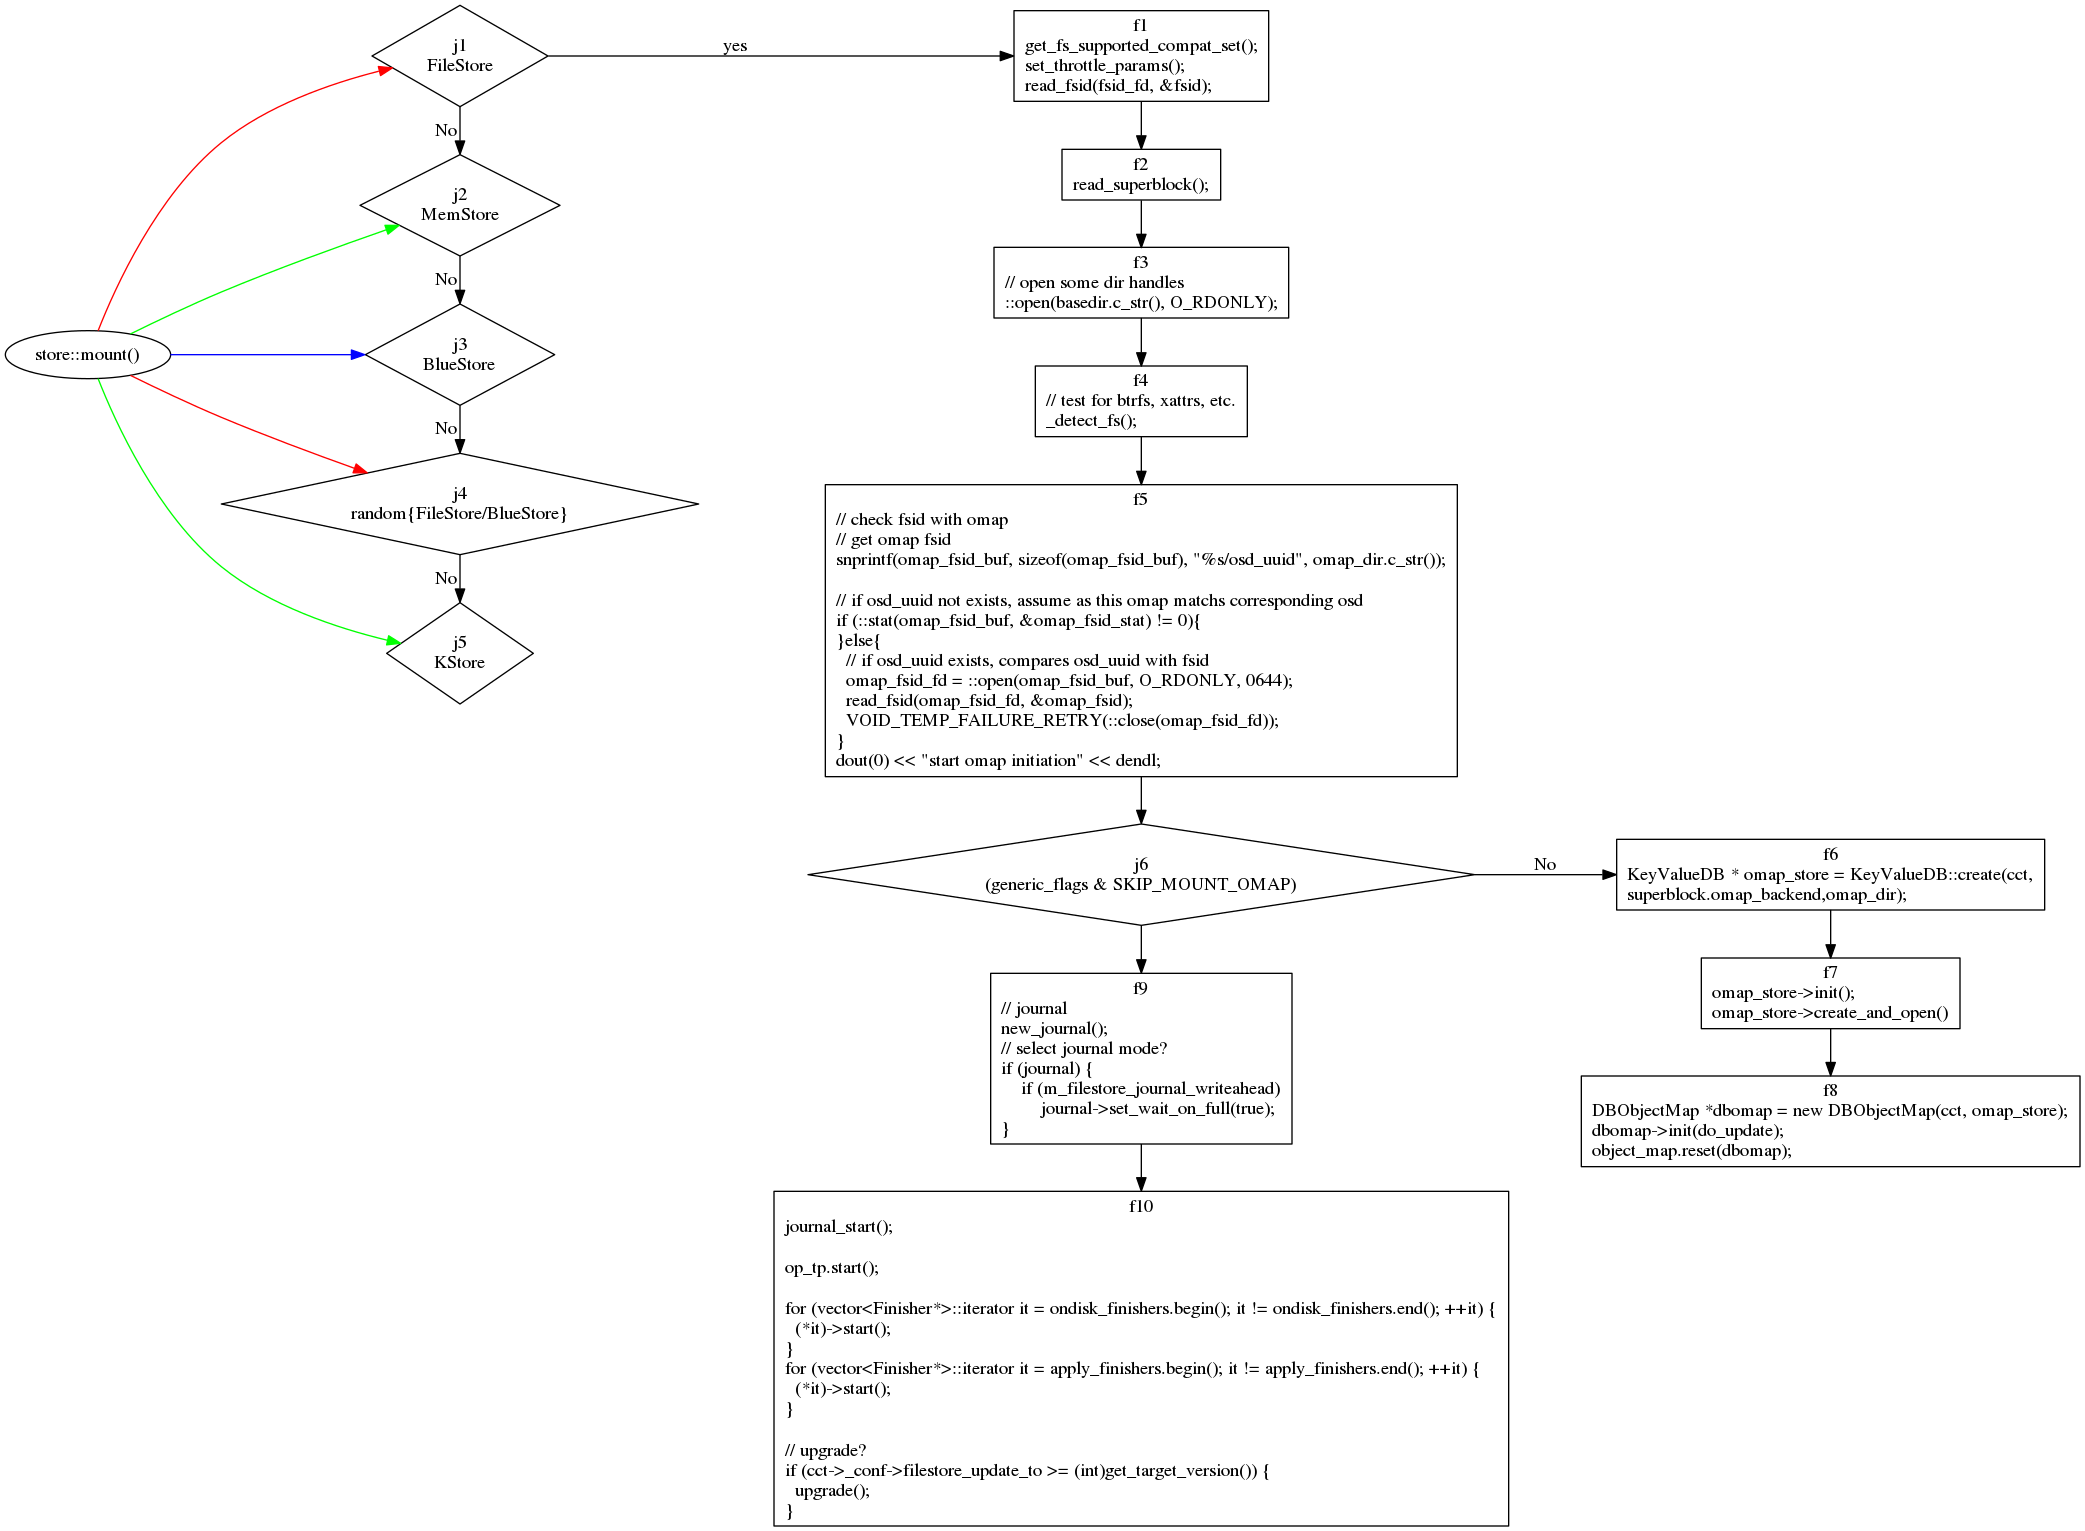 store::mount()
j1
FileStore
No
j2
MemStore
No
j3
BlueStore
No
j4
random{FileStore/BlueStore}
No
j5
KStore
yes
f1
get_fs_supported_compat_set();
set_throttle_params();
read_fsid(fsid_fd, &fsid);
f2
read_superblock();
f3
// open some dir handles
::open(basedir.c_str(), O_RDONLY);
f4
// test for btrfs, xattrs, etc.
_detect_fs();
f5
// check fsid with omap
// get omap fsid
snprintf(omap_fsid_buf, sizeof(omap_fsid_buf), "%s/osd_uuid", omap_dir.c_str());
// if osd_uuid not exists, assume as this omap matchs corresponding osd
if (::stat(omap_fsid_buf, &omap_fsid_stat) != 0){
}else{
// if osd_uuid exists, compares osd_uuid with fsid
omap_fsid_fd = ::open(omap_fsid_buf, O_RDONLY, 0644);
read_fsid(omap_fsid_fd, &omap_fsid);
VOID_TEMP_FAILURE_RETRY(::close(omap_fsid_fd));
}
dout(0) << "start omap initiation" << dendl;
j6
(generic_flags & SKIP_MOUNT_OMAP)
No
f6
KeyValueDB * omap_store = KeyValueDB::create(cct,
superblock.omap_backend,omap_dir);
f7
omap_store->init();
omap_store->create_and_open()
f8
DBObjectMap *dbomap = new DBObjectMap(cct, omap_store);
dbomap->init(do_update);
object_map.reset(dbomap);
f9
// journal
new_journal();
// select journal mode?
if (journal) {
if (m_filestore_journal_writeahead)
journal->set_wait_on_full(true);
}
f10
journal_start();
op_tp.start();
for (vector<Finisher*>::iterator it = ondisk_finishers.begin(); it != ondisk_finishers.end(); ++it) {
(*it)->start();
}
for (vector<Finisher*>::iterator it = apply_finishers.begin(); it != apply_finishers.end(); ++it) {
(*it)->start();
}
// upgrade?
if (cct->_conf->filestore_update_to >= (int)get_target_version()) {
upgrade();
}